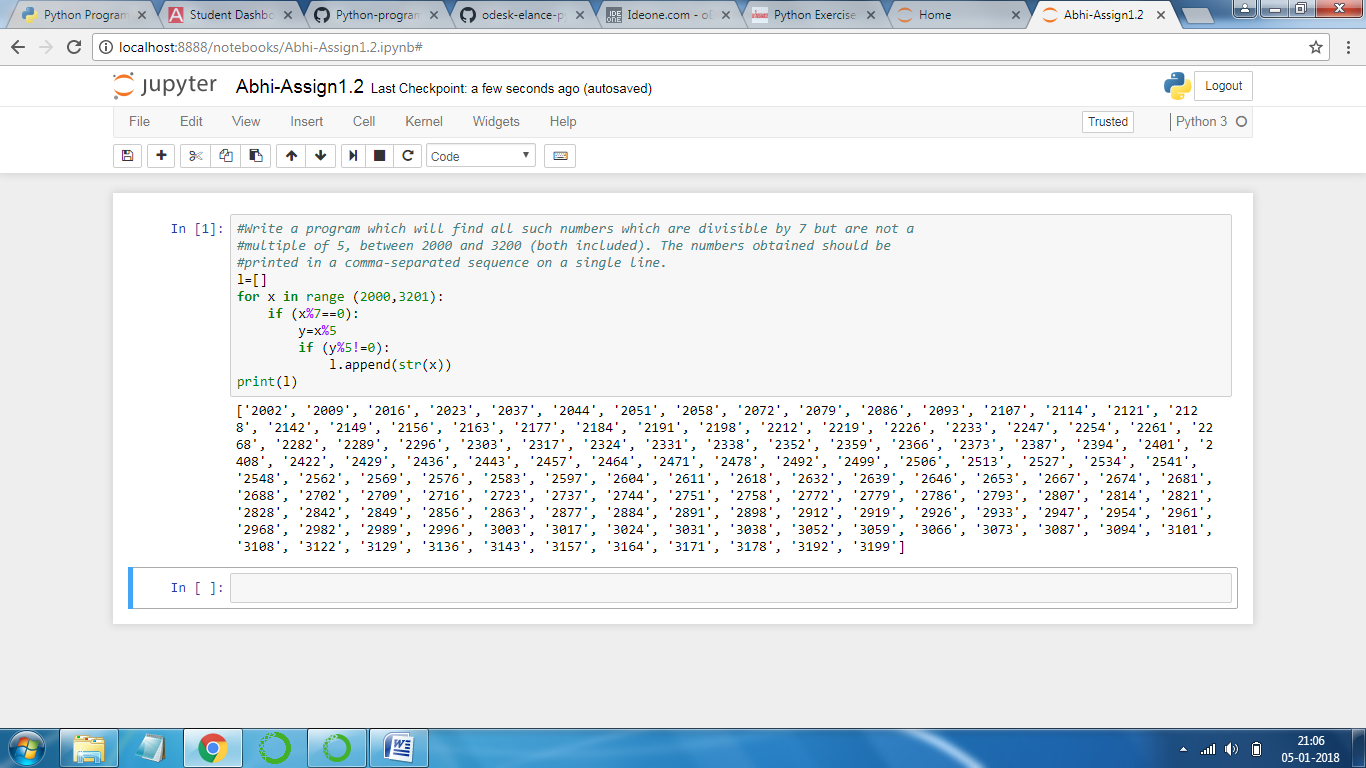 Python Program
Student Dashbo
Python-program
odesk-elance-py
Ideone.com - o
Python Exercise
Home
Abhi-Assign1.2
localhost:8888/notebooks/Abhi-Assign1.2.ipynb#
jupyter Abhi-Assign1.2 Last Checkpoint: a few seconds ago (autosaved)
Logout
File Edit View Insert Cell Kernel Widgets Help
Trusted
Python 3
Code
In [1]:
#Write a program which will find all such numbers which are divisible by 7 but are not a
#multiple of 5, between 2000 and 3200 (both included). The numbers obtained should be
#printed in a comma-separated sequence on a single line.
l=[]
for x in range (2000,3201):
    if (x%7==0):
        y=x%5
        if (y%5!=0):
            l.append(str(x))
print(l)
['2002', '2009', '2016', '2023', '2037', '2044', '2051', '2058', '2072', '2079', '2086', '2093', '2107', '2114', '2121', '212
8', '2142', '2149', '2156', '2163', '2177', '2184', '2191', '2198', '2212', '2219', '2226', '2233', '2247', '2254', '2261', '22
68', '2282', '2289', '2296', '2303', '2317', '2324', '2331', '2338', '2352', '2359', '2366', '2373', '2387', '2394', '2401', '2
408', '2422', '2429', '2436', '2443', '2457', '2464', '2471', '2478', '2492', '2499', '2506', '2513', '2527', '2534', '2541',
'2548', '2562', '2569', '2576', '2583', '2597', '2604', '2611', '2618', '2632', '2639', '2646', '2653', '2667', '2674', '2681',
'2688', '2702', '2709', '2716', '2723', '2737', '2744', '2751', '2758', '2772', '2779', '2786', '2793', '2807', '2814', '2821',
'2828', '2842', '2849', '2856', '2863', '2877', '2884', '2891', '2898', '2912', '2919', '2926', '2933', '2947', '2954', '2961',
'2968', '2982', '2989', '2996', '3003', '3017', '3024', '3031', '3038', '3052', '3059', '3066', '3073', '3087', '3094', '3101',
'3108', '3122', '3129', '3136', '3143', '3157', '3164', '3171', '3178', '3192', '3199']
In [ ]:
21:06
05-01-2018